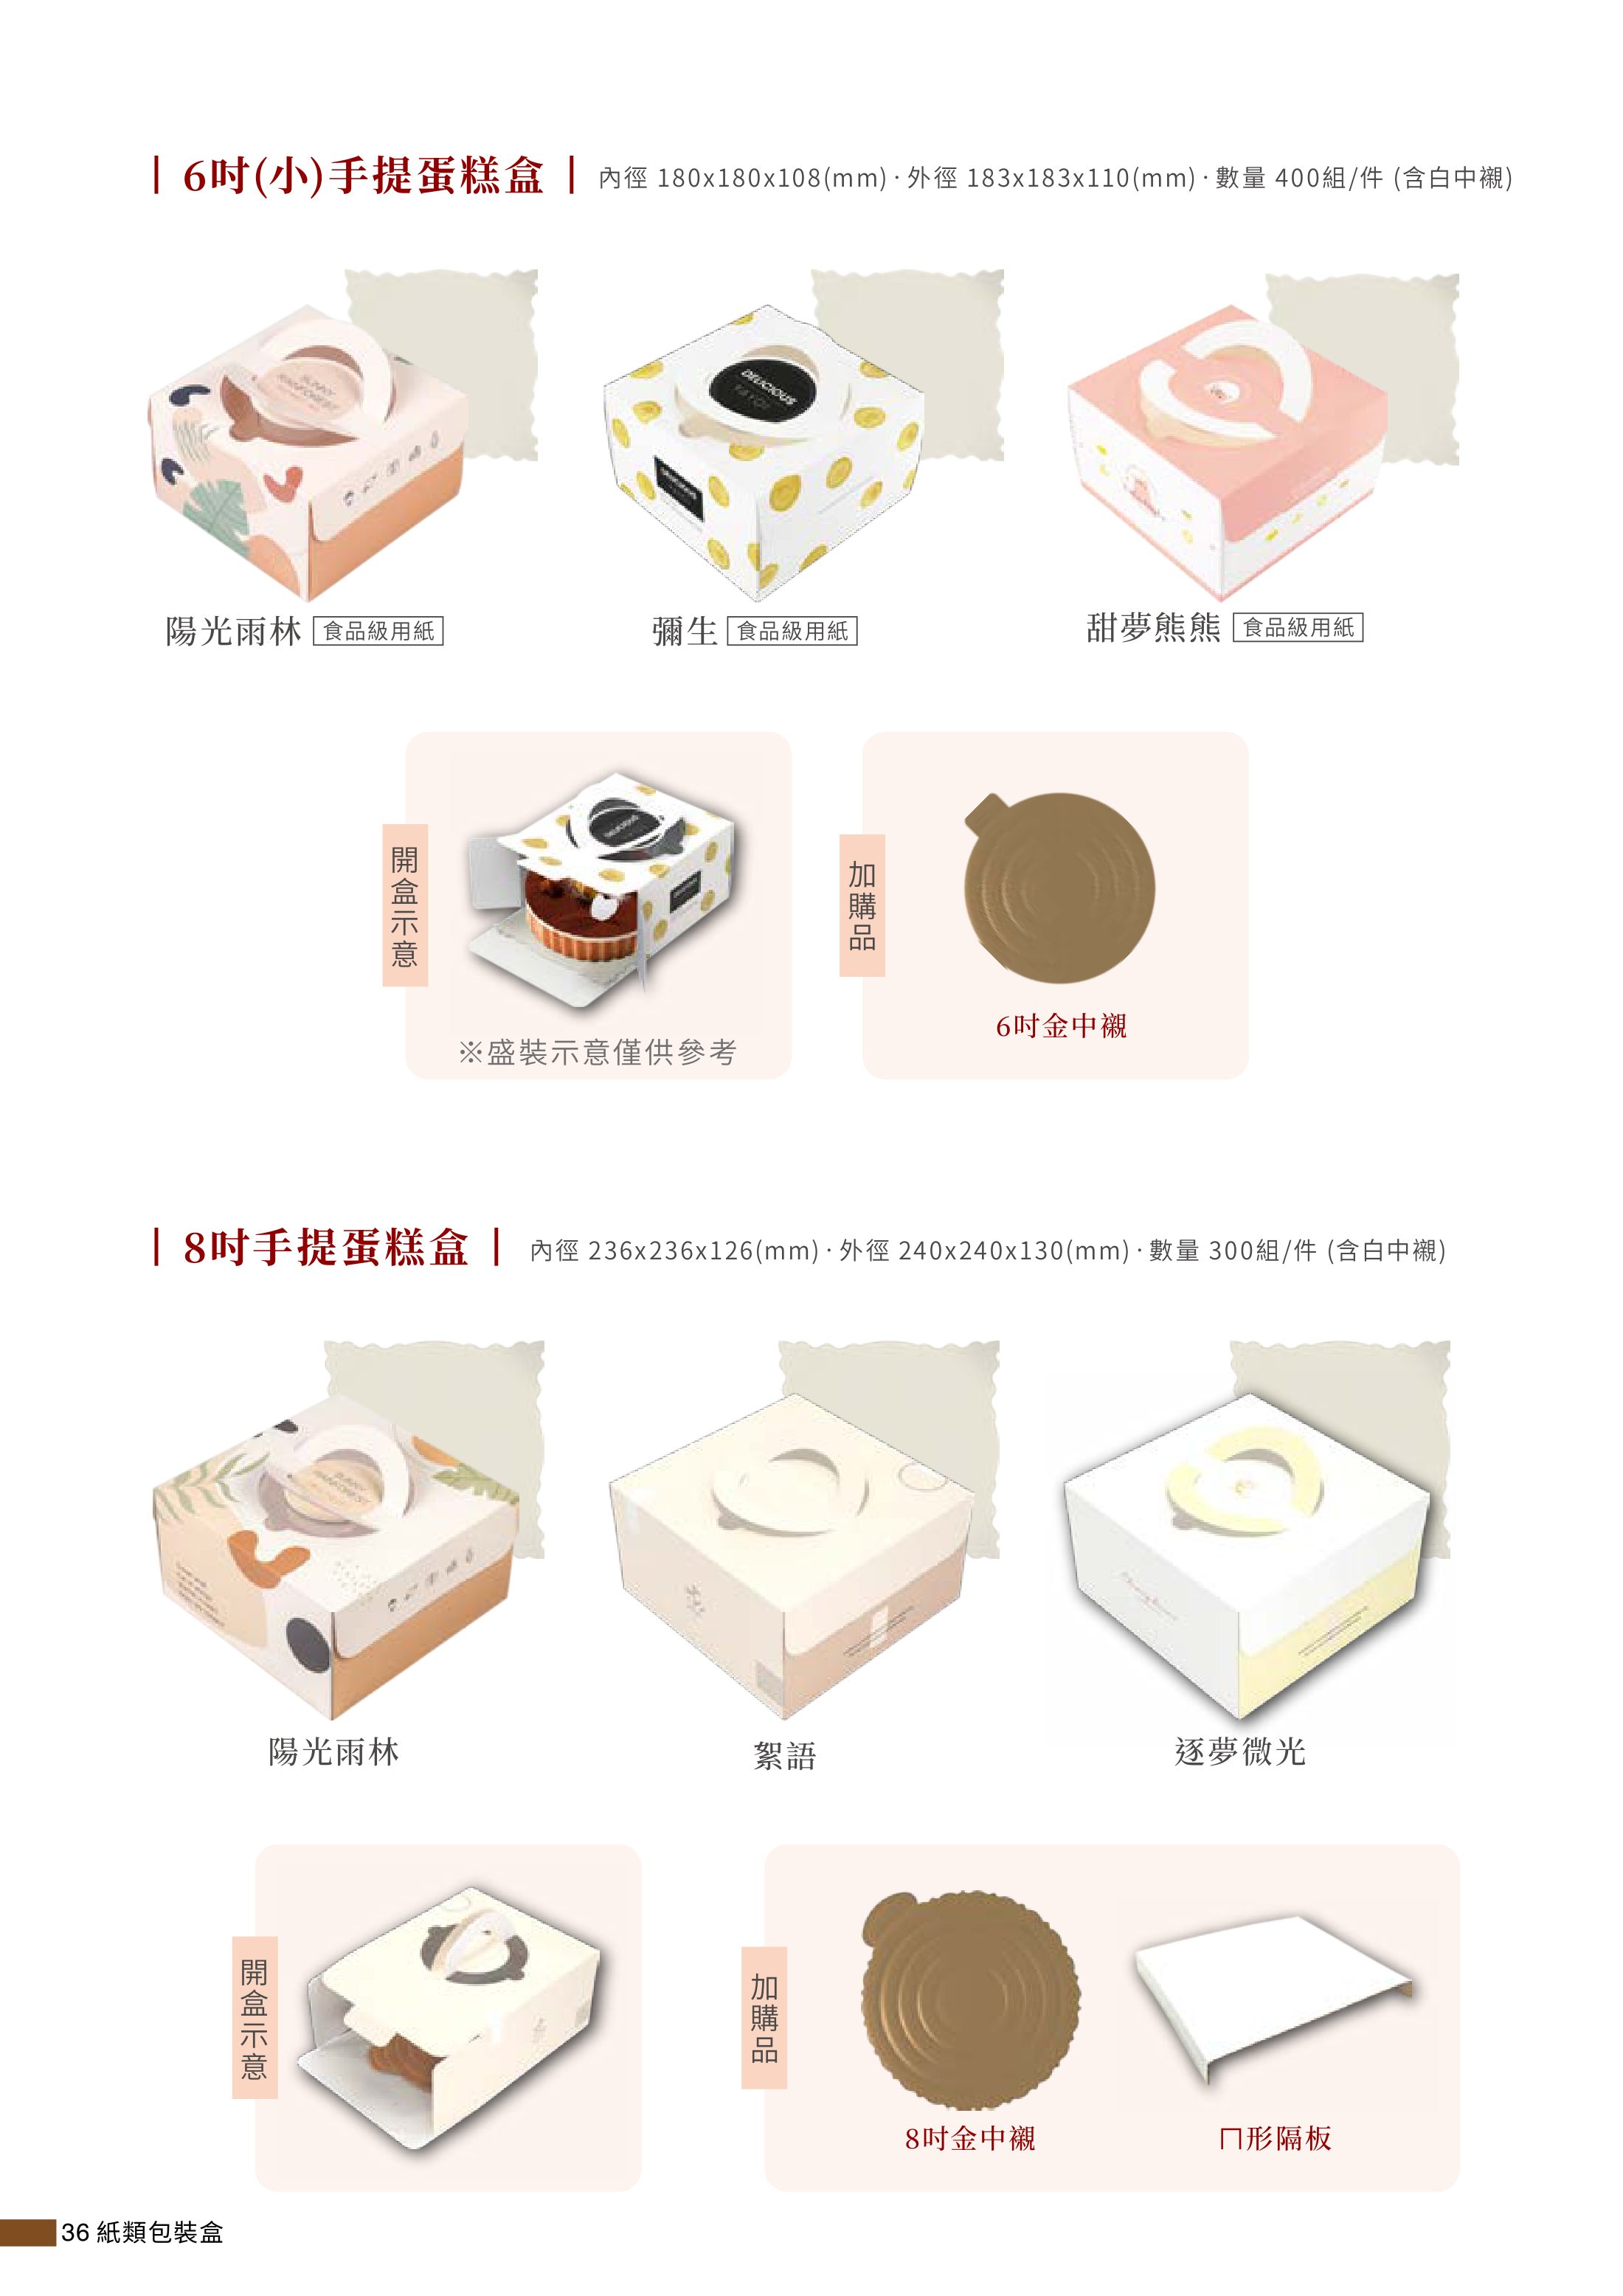 | 6吋(小)手提蛋糕盒 | 內徑 180x180x108(mm)·外徑 183x183x110(mm)·數量 400組/件 (含白中襯)
DELICIOUS
YAYOI
陽光雨林 食品級用紙
彌生 食品級用紙
甜夢熊熊 食品級用紙
開盒示意
※盛裝示意僅供參考
加購品
6吋金中襯
| 8吋手提蛋糕盒 | 內徑 236x236x126(mm)·外徑 240x240x130(mm)·數量 300組/件 (含白中襯)
陽光雨林
絮語
逐夢微光
開盒示意
加購品
8吋金中襯
ㄇ形隔板
36 紙類包裝盒